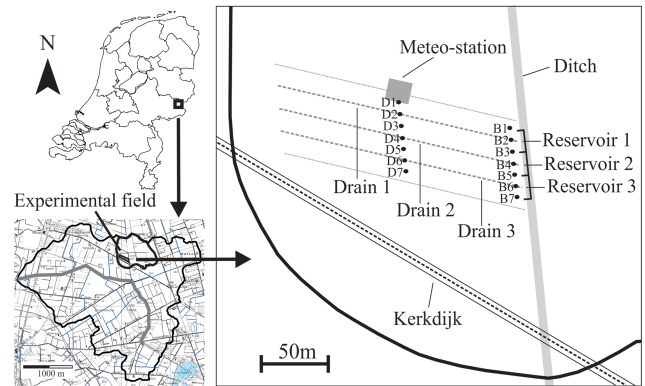 N
Meteo-station
Ditch
D1
D2
D3
D4
D5
D6
D7
B1
B2
B3
B4
B5
B6
B7
Reservoir 1
Reservoir 2
Reservoir 3
Drain 1
Drain 2
Drain 3
Experimental field
Kerkdijk
50m
1000 m